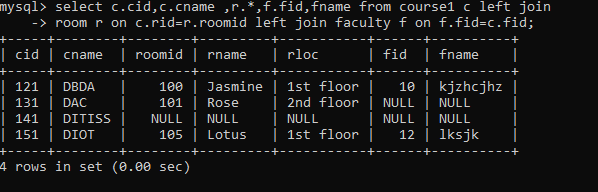 mysql> select c.cid,c.cname ,r.*,f.fid,fname from course1 c left join
    -> room r on c.rid=r.roomid left join faculty f on f.fid=c.fid;
+-----+--------+--------+---------+-----------+------+----------+
| cid | cname  | roomid | rname   | rloc      | fid  | fname    |
+-----+--------+--------+---------+-----------+------+----------+
| 121 | DBDA   |    100 | Jasmine | 1st floor |   10 | kjzhcjhz |
| 131 | DAC    |    101 | Rose    | 2nd floor | NULL | NULL     |
| 141 | DITISS |   NULL | NULL    | NULL      | NULL | NULL     |
| 151 | DIOT   |    105 | Lotus   | 1st floor |   12 | lksjk    |
+-----+--------+--------+---------+-----------+------+----------+
4 rows in set (0.00 sec)